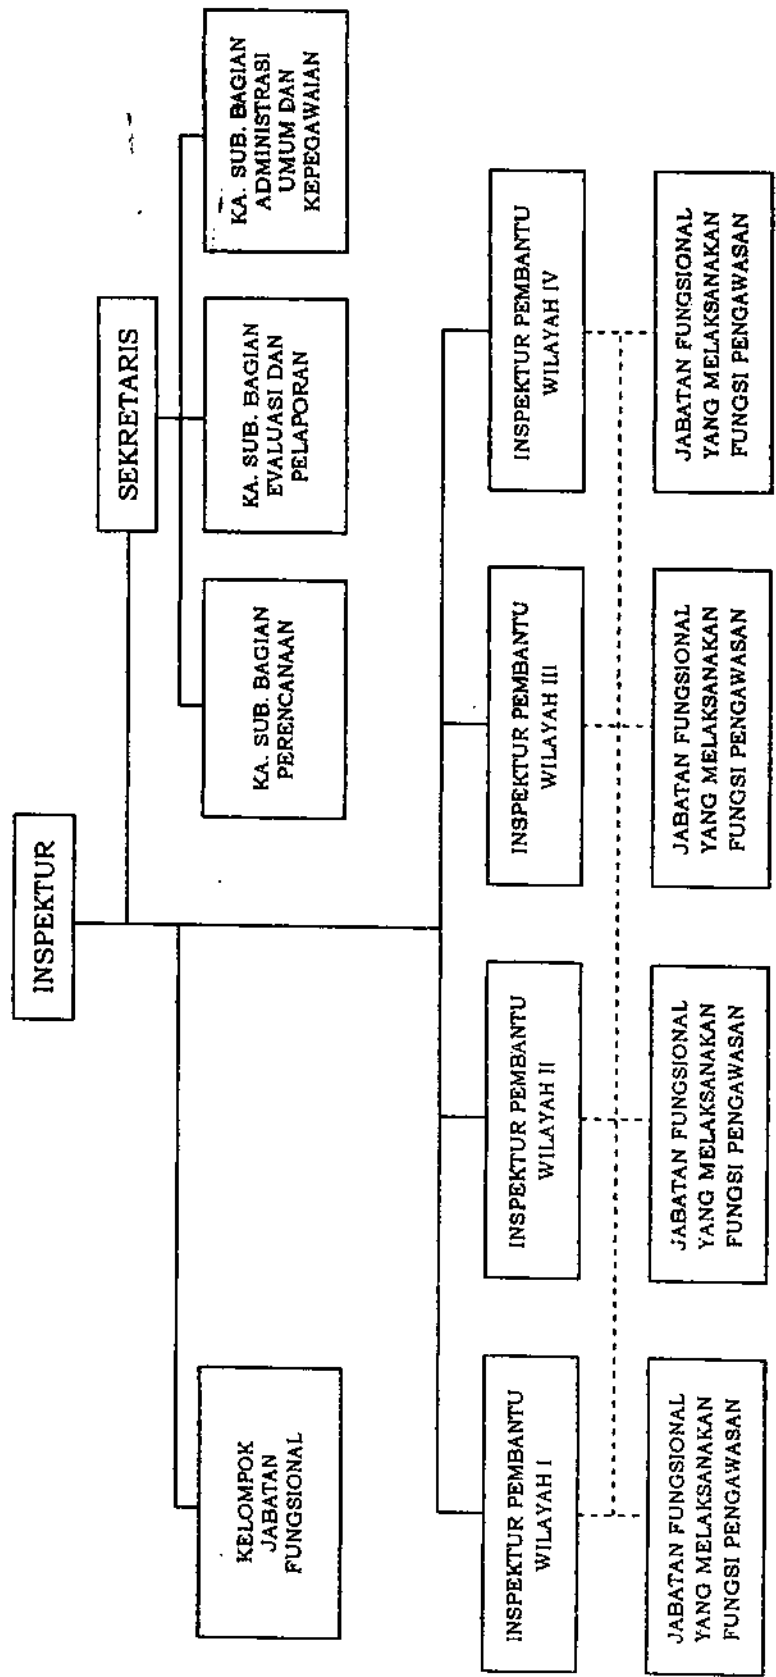 INSPEKTUR
SEKRETARIS
KELOMPOK
JABATAN
FUNGSIONAL
KA. SUB. BAGIAN
PERENCANAAN
KA. SUB. BAGIAN
EVALUASI DAN
PELAPORAN
KA. SUB. BAGIAN
ADMINISTRASI
UMUM DAN
KEPEGAWAIAN
INSPEKTUR PEMBANTU
WILAYAH I
INSPEKTUR PEMBANTU
WILAYAH II
INSPEKTUR PEMBANTU
WILAYAH III
INSPEKTUR PEMBANTU
WILAYAH IV
JABATAN FUNGSIONAL
YANG MELAKSANAKAN
FUNGSI PENGAWASAN
JABATAN FUNGSIONAL
YANG MELAKSANAKAN
FUNGSI PENGAWASAN
JABATAN FUNGSIONAL
YANG MELAKSANAKAN
FUNGSI PENGAWASAN
JABATAN FUNGSIONAL
YANG MELAKSANAKAN
FUNGSI PENGAWASAN